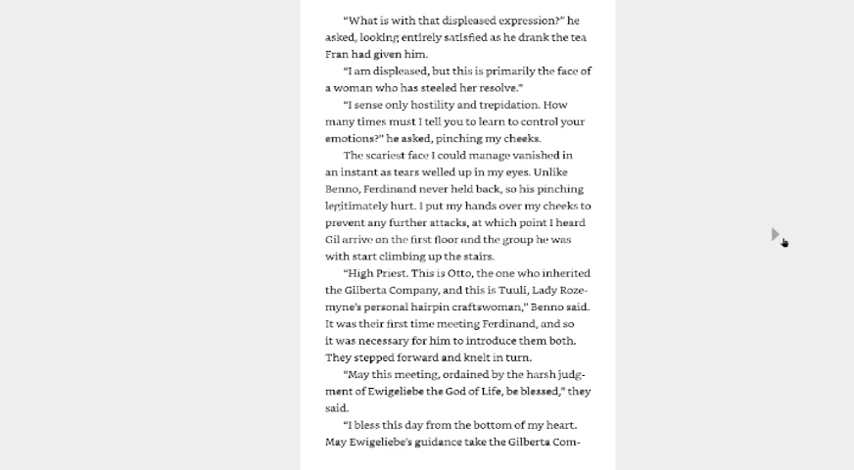 “What is with that displeased expression?” he
asked, looking entirely satisfied as he drank the tea
Fran had given him.
“I am displeased, but this is primarily the face of
a woman who has steeled her resolve.”
“I sense only hostility and trepidation. How
many times must I tell you to learn to control your
emotions?” he asked, pinching my cheeks.
The scariest face I could manage vanished in
an instant as tears welled up in my eyes. Unlike
Benno, Ferdinand never held back, so his pinching
legitimately hurt. I put my hands over my cheeks to
prevent any further attacks, at which point I heard
Gil arrive on the first floor and the group he was
with start climbing up the stairs.
“High Priest. This is Otto, the one who inherited
the Gilberta Company, and this is Tuuli, Lady Roze-
myne’s personal hairpin craftswoman,” Benno said.
It was their first time meeting Ferdinand, and so
it was necessary for him to introduce them both.
They stepped forward and knelt in turn.
“May this meeting, ordained by the harsh judg-
ment of Ewigeliebe the God of Life, be blessed,” they
said.
“I bless this day from the bottom of my heart.
May Ewigeliebe’s guidance take the Gilberta Com-